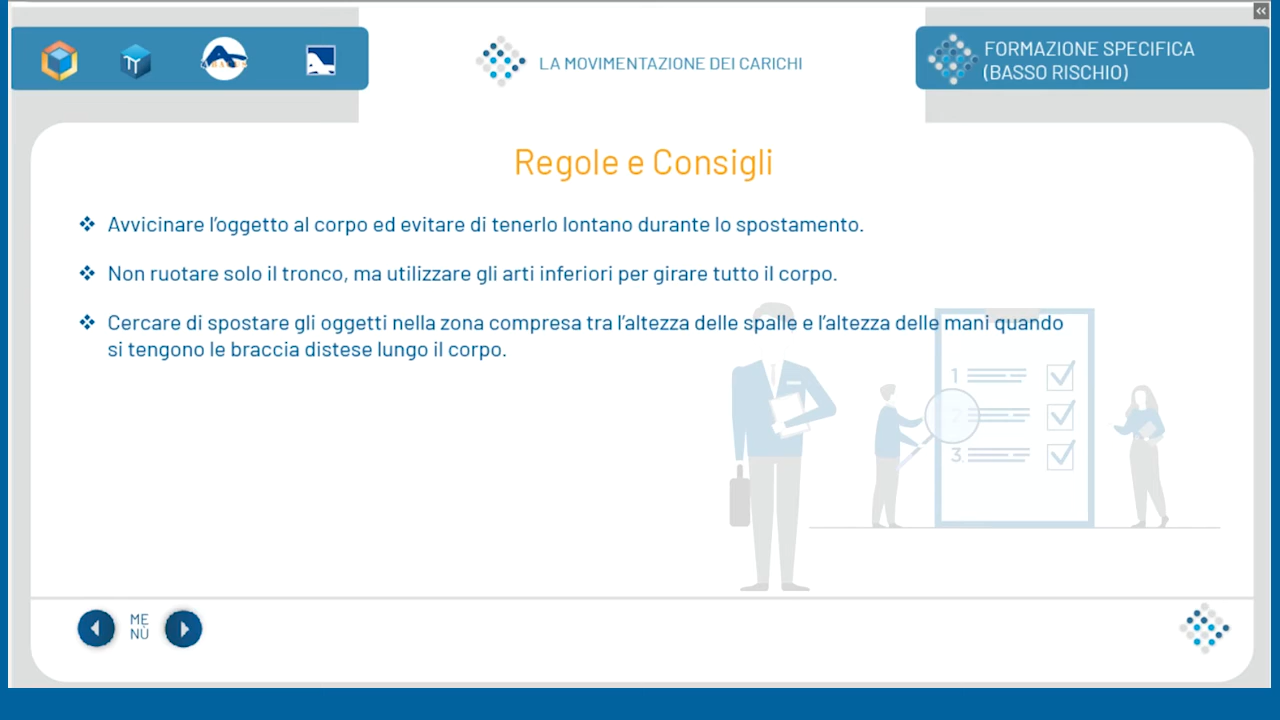 LA MOVIMENTAZIONE DEI CARICHI
FORMAZIONE SPECIFICA
(BASSO RISCHIO)
Regole e Consigli
❖ Avvicinare l’oggetto al corpo ed evitare di tenerlo lontano durante lo spostamento.
❖ Non ruotare solo il tronco, ma utilizzare gli arti inferiori per girare tutto il corpo.
❖ Cercare di spostare gli oggetti nella zona compresa tra l’altezza delle spalle e l’altezza delle mani quando
si tengono le braccia distese lungo il corpo.
1
2
3
ME
NÙ